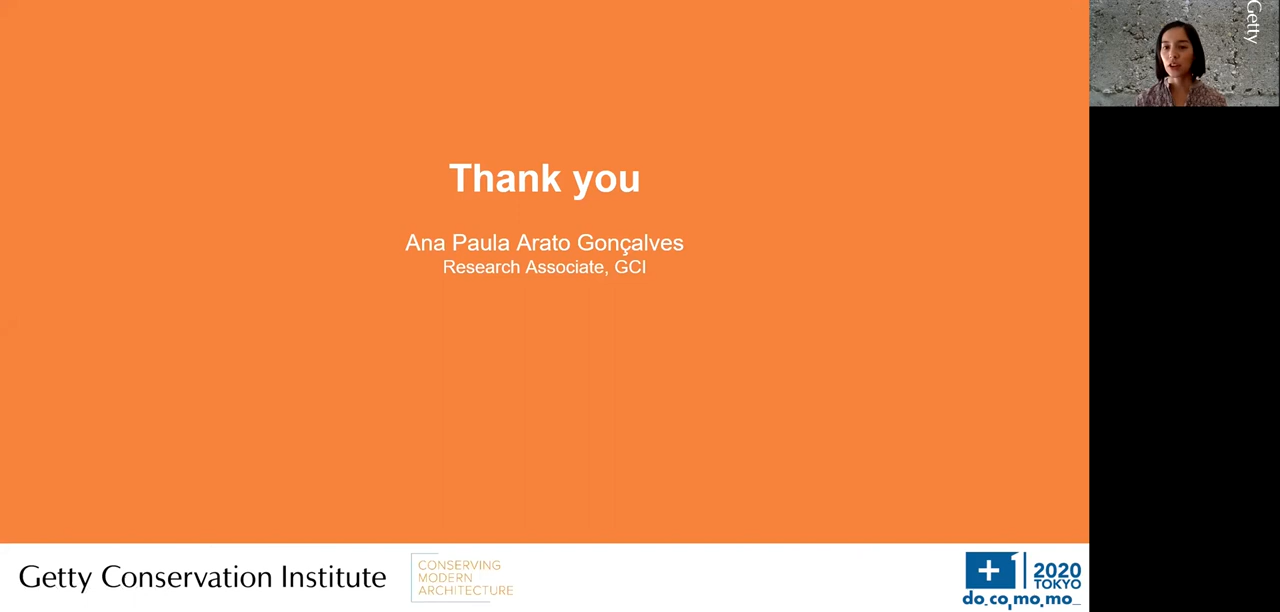 Getty
Thank you
Ana Paula Arato Gonçalves
Research Associate, GCI
Getty Conservation Institute
CONSERVING
MODERN
ARCHITECTURE
+1 2020
TOKYO
do_co,mo,mo_